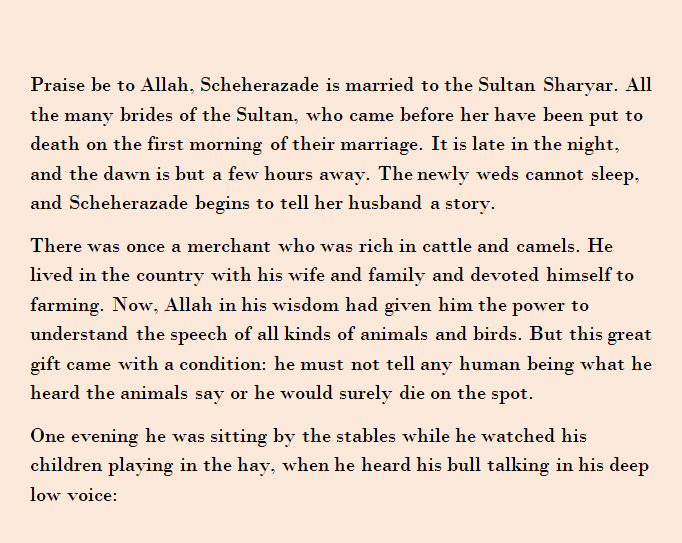 Praise be to Allah, Scheherazade is married to the Sultan Sharyar. All
the many brides of the Sultan, who came before her have been put to
death on the first morning of their marriage. It is late in the night,
and the dawn is but a few hours away. The newly weds cannot sleep,
and Scheherazade begins to tell her husband a story.
There was once a merchant who was rich in cattle and camels. He
lived in the country with his wife and family and devoted himself to
farming. Now, Allah in his wisdom had given him the power to
understand the speech of all kinds of animals and birds. But this great
gift came with a condition: he must not tell any human being what he
heard the animals say or he would surely die on the spot.
One evening he was sitting by the stables while he watched his
children playing in the hay, when he heard his bull talking in his deep
low voice: